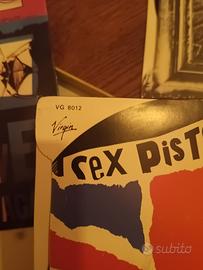 VG 8012
Virgin
sex pist
subito